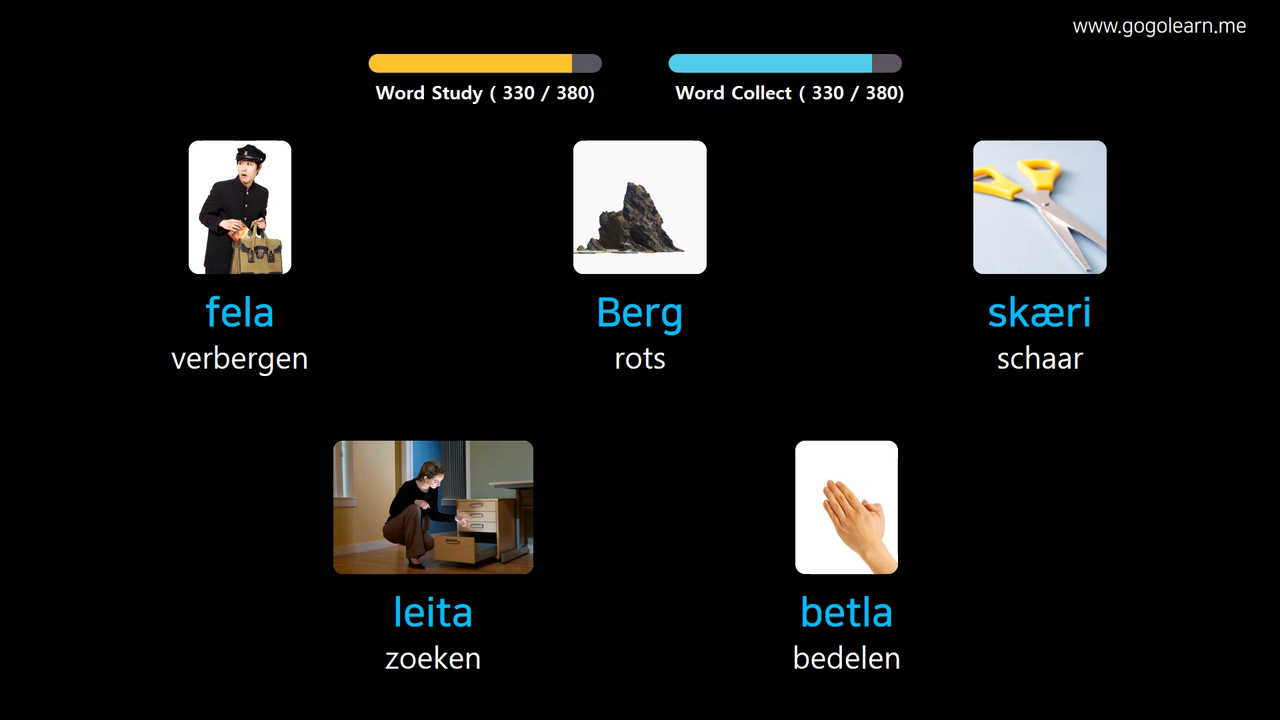 www.gogolearn.me
Word Study ( 330 / 380)
Word Collect ( 330 / 380)
fela
verbergen
Berg
rots
skæri
schaar
leita
zoeken
betla
bedelen